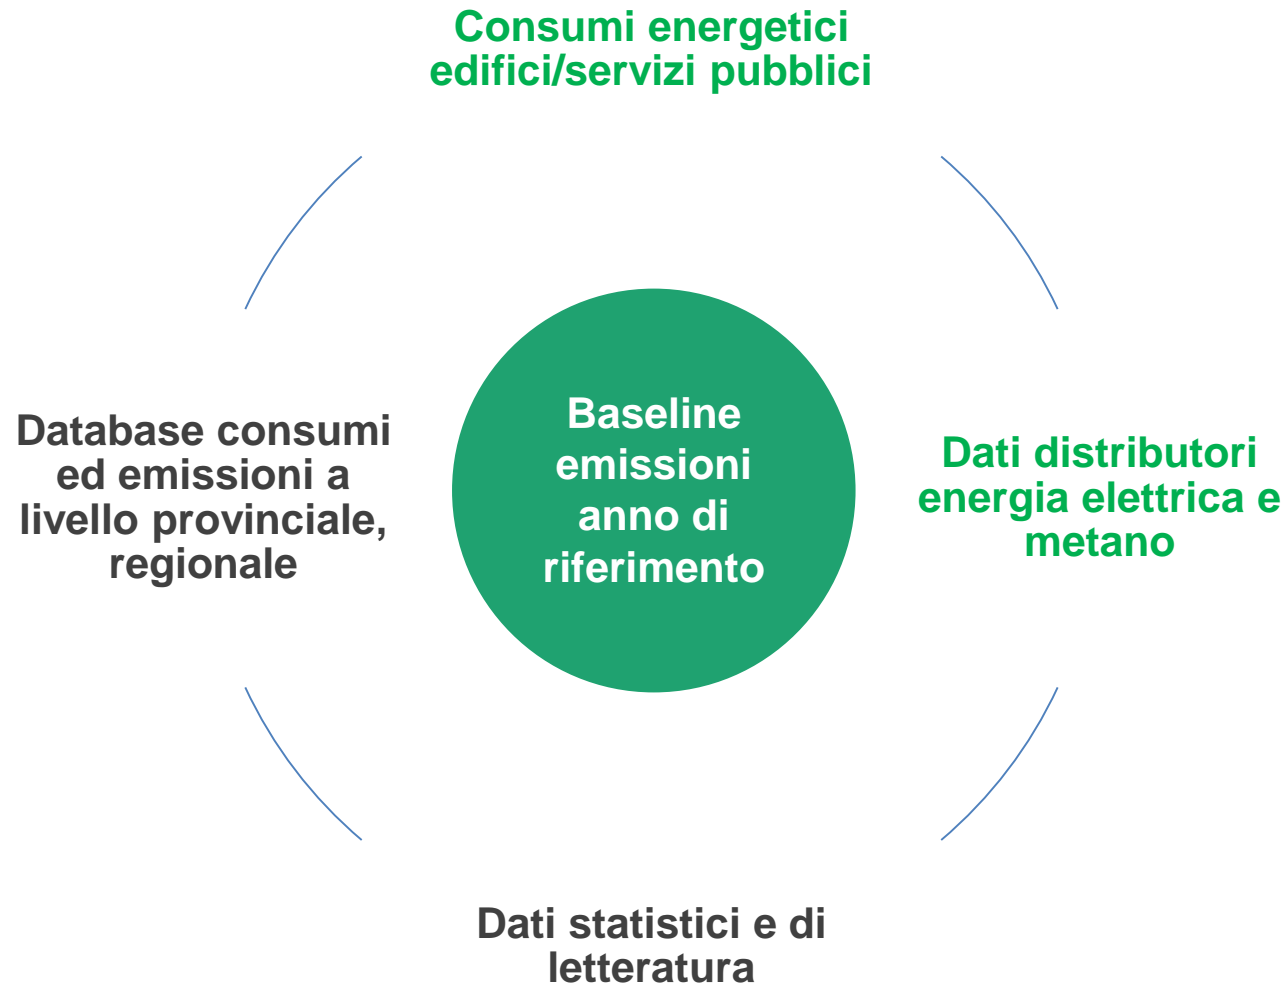 Consumi energetici
edifici/servizi pubblici
Database consumi
ed emissioni a
livello provinciale,
regionale
Baseline
emissioni
anno di
riferimento
Dati distributori
energia elettrica e
metano
Dati statistici e di
letteratura